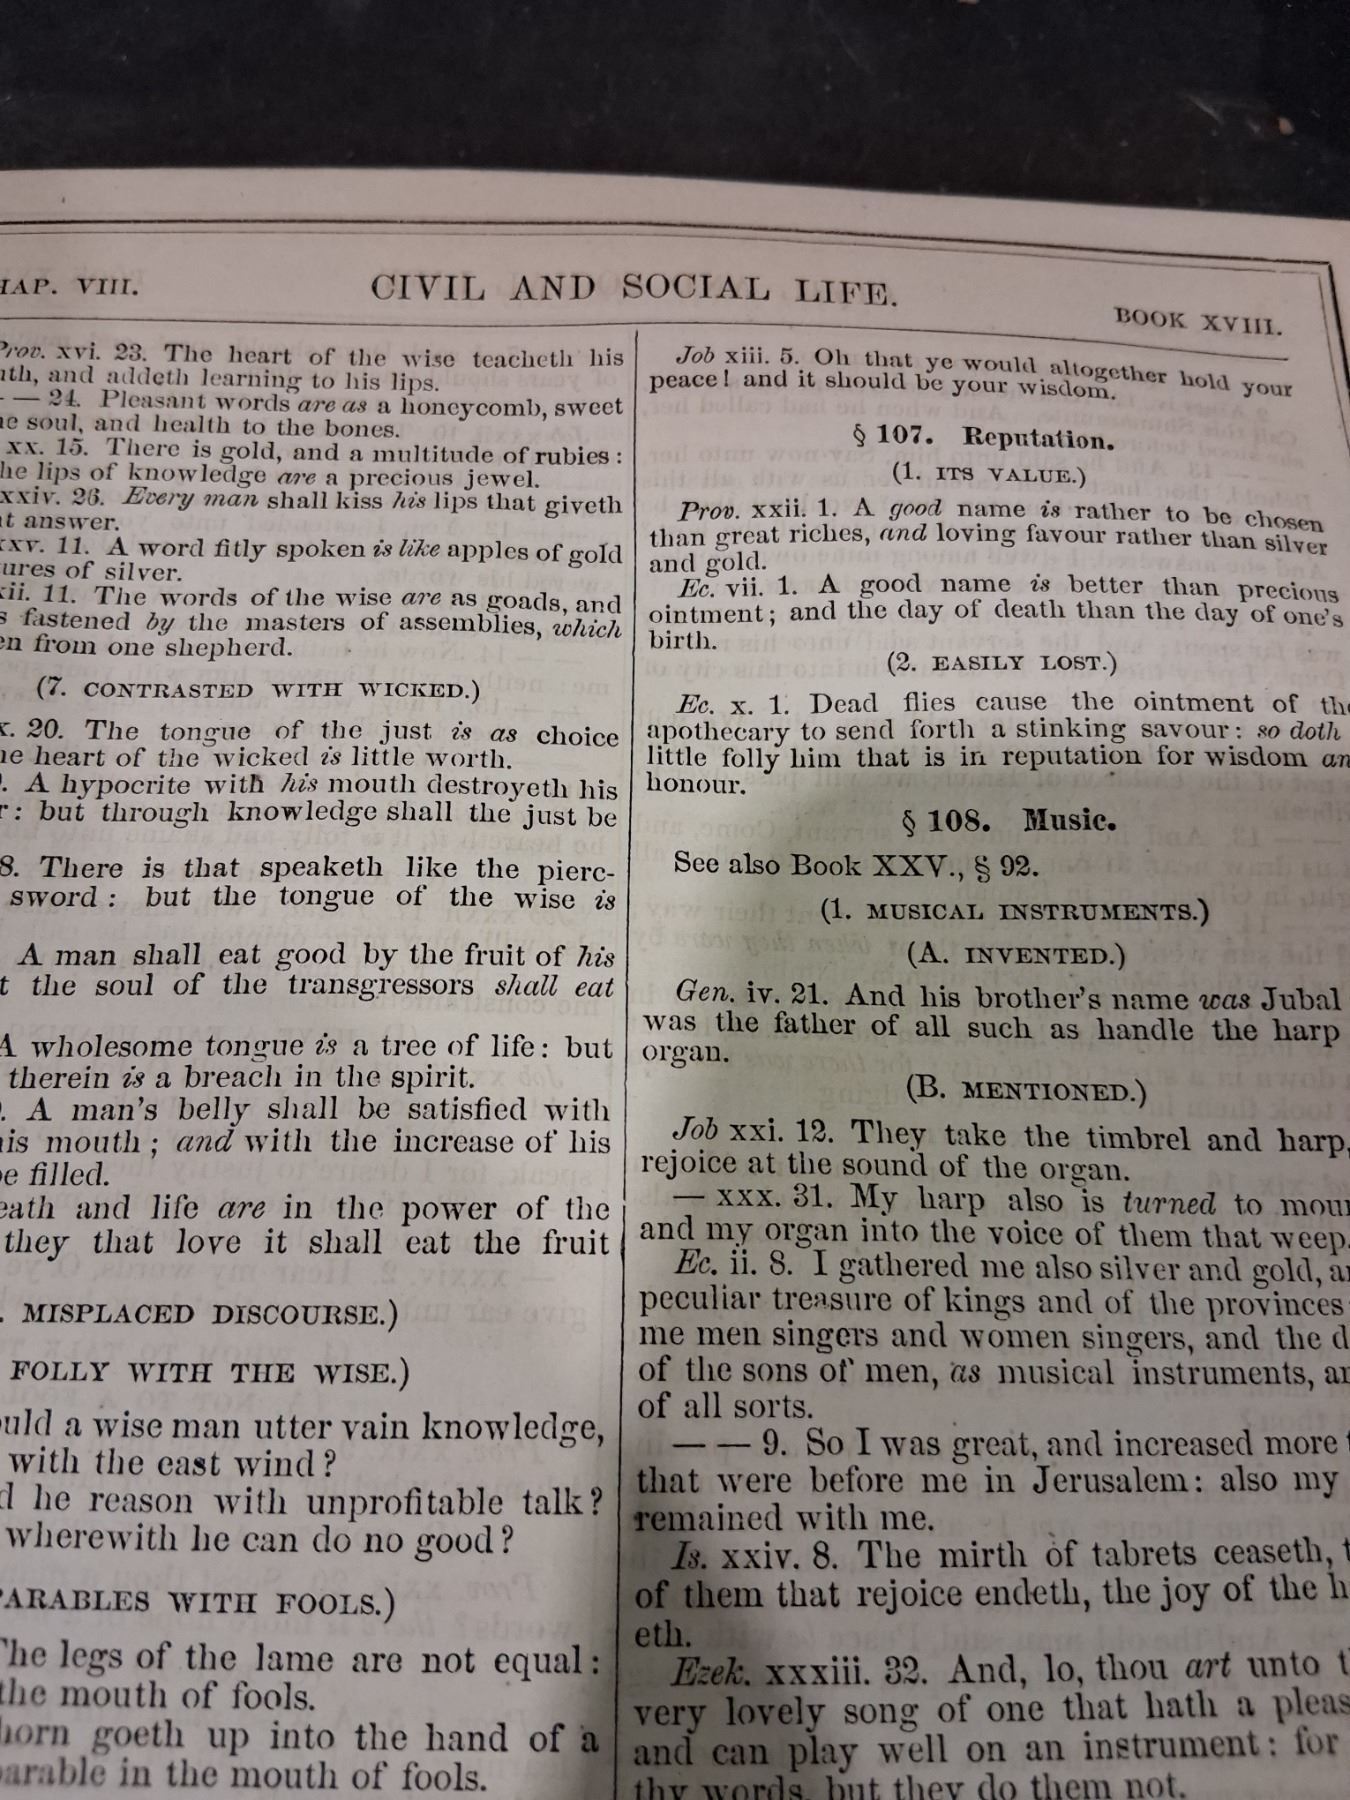 HAP. VIII.
CIVIL AND SOCIAL LIFE.
BOOK XVIII.
Prov. xvi. 23. The heart of the wise teacheth his
uth, and addeth learning to his lips.
— — 24. Pleasant words are as a honeycomb, sweet
he soul, and health to the bones.
xx. 15. There is gold, and a multitude of rubies :
he lips of knowledge are a precious jewel.
xxiv. 26. Every man shall kiss his lips that giveth
ht answer.
xxv. 11. A word fitly spoken is like apples of gold
ures of silver.
xii. 11. The words of the wise are as goads, and
s fastened by the masters of assemblies, which
en from one shepherd.
(7. CONTRASTED WITH WICKED.)
x. 20. The tongue of the just is as choice
he heart of the wicked is little worth.
. A hypocrite with his mouth destroyeth his
r : but through knowledge shall the just be
8. There is that speaketh like the pierc-
sword : but the tongue of the wise is
A man shall eat good by the fruit of his
t the soul of the transgressors shall eat
A wholesome tongue is a tree of life : but
therein is a breach in the spirit.
. A man's belly shall be satisfied with
his mouth ; and with the increase of his
be filled.
eath and life are in the power of the
they that love it shall eat the fruit
. MISPLACED DISCOURSE.)
FOLLY WITH THE WISE.)
ould a wise man utter vain knowledge,
with the east wind ?
d he reason with unprofitable talk ?
wherewith he can do no good ?
PARABLES WITH FOOLS.)
The legs of the lame are not equal :
the mouth of fools.
horn goeth up into the hand of a
parable in the mouth of fools.
Job xiii. 5. Oh that ye would altogether hold your
peace ! and it should be your wisdom.
§ 107. Reputation.
(1. ITS VALUE.)
Prov. xxii. 1. A good name is rather to be chosen
than great riches, and loving favour rather than silver
and gold.
Ec. vii. 1. A good name is better than precious
ointment ; and the day of death than the day of one's
birth.
(2. EASILY LOST.)
Ec. x. 1. Dead flies cause the ointment of the
apothecary to send forth a stinking savour : so doth
little folly him that is in reputation for wisdom an
honour.
§ 108. Music.
See also Book XXV., § 92.
(1. MUSICAL INSTRUMENTS.)
(A. INVENTED.)
Gen. iv. 21. And his brother's name was Jubal
was the father of all such as handle the harp
organ.
(B. MENTIONED.)
Job xxi. 12. They take the timbrel and harp,
rejoice at the sound of the organ.
— xxx. 31. My harp also is turned to mour
and my organ into the voice of them that weep.
Ec. ii. 8. I gathered me also silver and gold, an
peculiar treasure of kings and of the provinces
me men singers and women singers, and the d
of the sons of men, as musical instruments, an
of all sorts.
— — 9. So I was great, and increased more t
that were before me in Jerusalem : also my
remained with me.
Is. xxiv. 8. The mirth of tabrets ceaseth, t
of them that rejoice endeth, the joy of the h
eth.
Ezek. xxxiii. 32. And, lo, thou art unto t
very lovely song of one that hath a pleas
and can play well on an instrument : for
thy words, but they do them not.